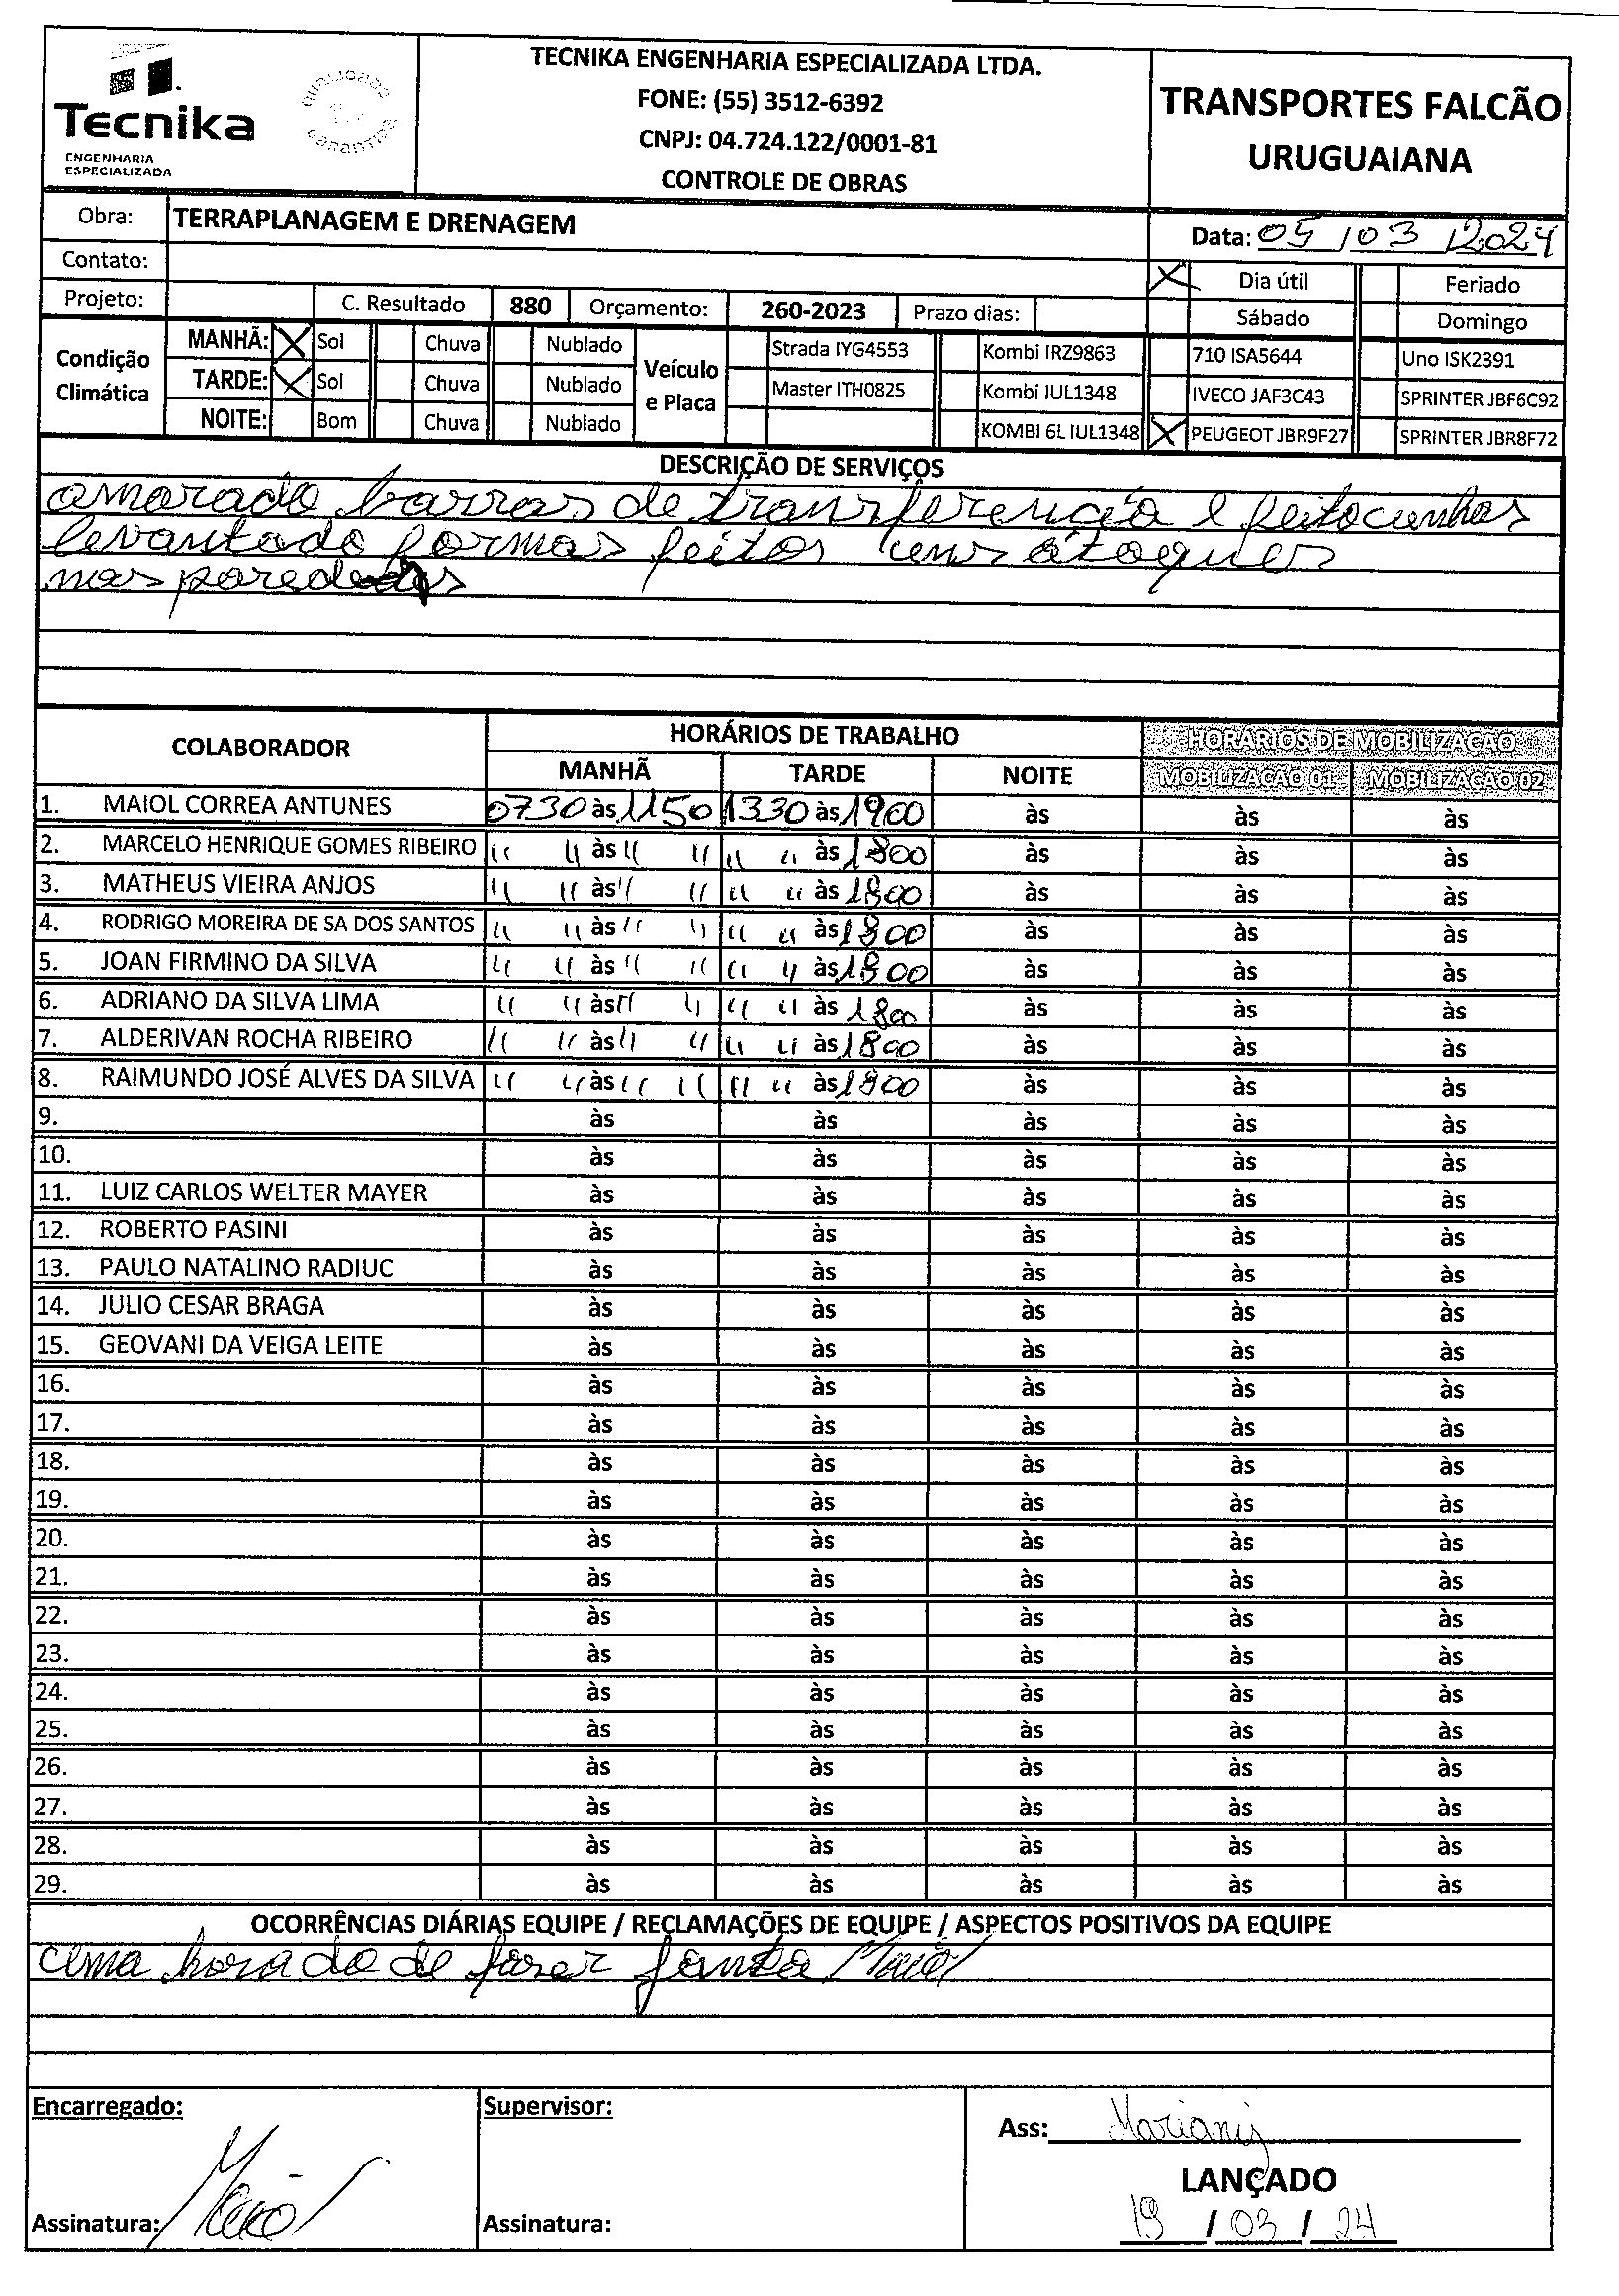 Tecnika
ENGENHARIA
ESPECIALIZADA
TECNIKA ENGENHARIA ESPECIALIZADA LTDA.
FONE: (55) 3512-6392
CNPJ: 04.724.122/0001-81
CONTROLE DE OBRAS
TRANSPORTES FALCÃO
URUGUAIANA
Obra: TERRAPLANAGEM E DRENAGEM
Data: 05 / 03 / 2024
Contato:
X Dia útil Feriado
Projeto: C. Resultado 880 Orçamento: 260-2023 Prazo dias:
Sábado Domingo
Condição Climática
MANHÃ: X Sol Chuva Nublado
TARDE: X Sol Chuva Nublado
NOITE: Bom Chuva Nublado
Veículo e Placa
Strada IYG4553 Kombi IRZ9863 710 ISA5644 Uno ISK2391
Master ITH0825 Kombi IUL1348 IVECO JAF3C43 SPRINTER JBF6C92
KOMBI 6L IUL1348 X PEUGEOT JBR9F27 SPRINTER JBR8F72
DESCRIÇÃO DE SERVIÇOS
amarado barras de transferencia e feito cunhas
levantado formas feitos uns atoques
nas paredes
COLABORADOR HORÁRIOS DE TRABALHO HORÁRIOS DE MOBILIZAÇÃO
MANHÃ TARDE NOITE MOBILIZAÇÃO 01 MOBILIZAÇÃO 02
1. MAIOL CORREA ANTUNES 0730 às 1150 1330 às 1900 às às às
2. MARCELO HENRIQUE GOMES RIBEIRO " " às " " " " às 1800 às às às
3. MATHEUS VIEIRA ANJOS " " às " " " " às 1800 às às às
4. RODRIGO MOREIRA DE SA DOS SANTOS " " às " " " " às 1800 às às às
5. JOAN FIRMINO DA SILVA " " às " " " " às 1800 às às às
6. ADRIANO DA SILVA LIMA " " às " " " " às 1800 às às às
7. ALDERIVAN ROCHA RIBEIRO " " às " " " " às 1800 às às às
8. RAIMUNDO JOSÉ ALVES DA SILVA " " às " " " " às 1800 às às às
9. às às às às às
10. às às às às às
11. LUIZ CARLOS WELTER MAYER às às às às às
12. ROBERTO PASINI às às às às às
13. PAULO NATALINO RADIUC às às às às às
14. JULIO CESAR BRAGA às às às às às
15. GEOVANI DA VEIGA LEITE às às às às às
16. às às às às às
17. às às às às às
18. às às às às às
19. às às às às às
20. às às às às às
21. às às às às às
22. às às às às às
23. às às às às às
24. às às às às às
25. às às às às às
26. às às às às às
27. às às às às às
28. às às às às às
29. às às às às às
OCORRÊNCIAS DIÁRIAS EQUIPE / RECLAMAÇÕES DE EQUIPE / ASPECTOS POSITIVOS DA EQUIPE
uma hora do de fazer janta Maiol
Encarregado: Supervisor:
Ass:
LANÇADO
Assinatura: Maiol Assinatura:
19 / 03 / 24